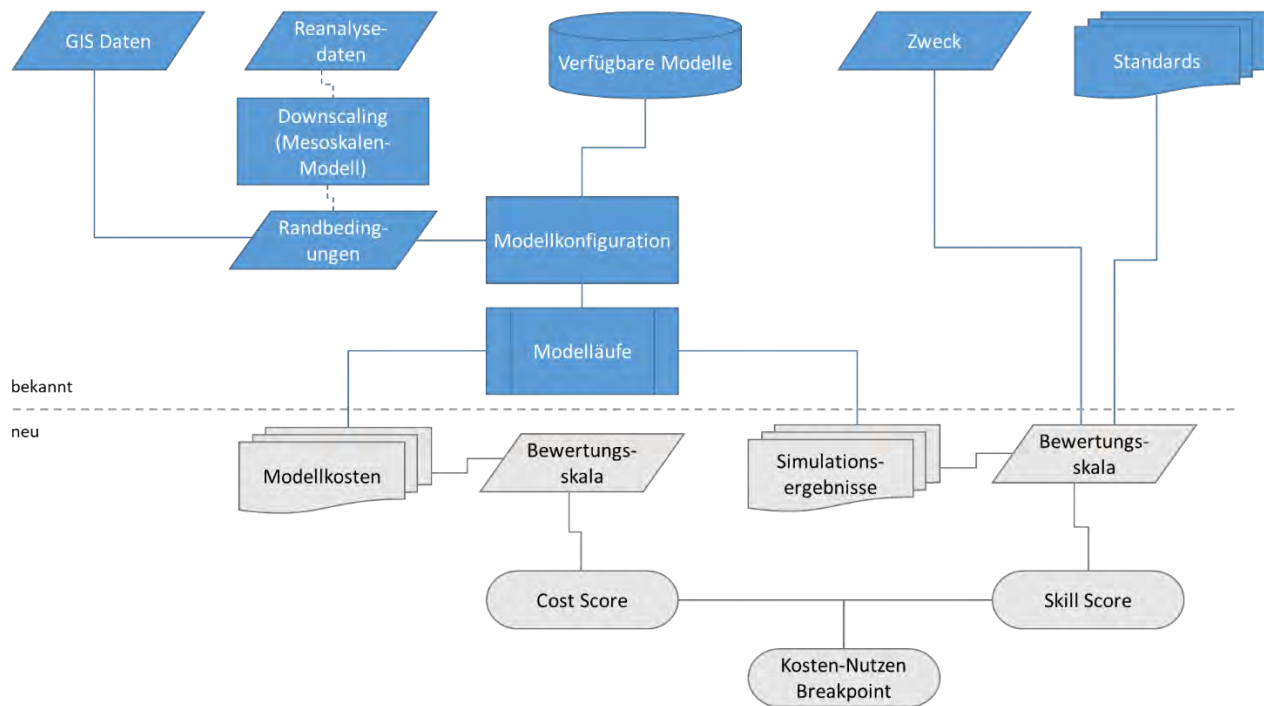 GIS Daten
Reanalyse-
daten
Verfügbare Modelle
Zweck
Standards
Downscaling
(Mesoskalen-
Modell)
Randbeding-
ungen
Modellkonfiguration
Modelläufe
bekannt
neu
Modellkosten
Bewertungs-
skala
Simulations-
ergebnisse
Bewertungs-
skala
Cost Score
Skill Score
Kosten-Nutzen
Breakpoint